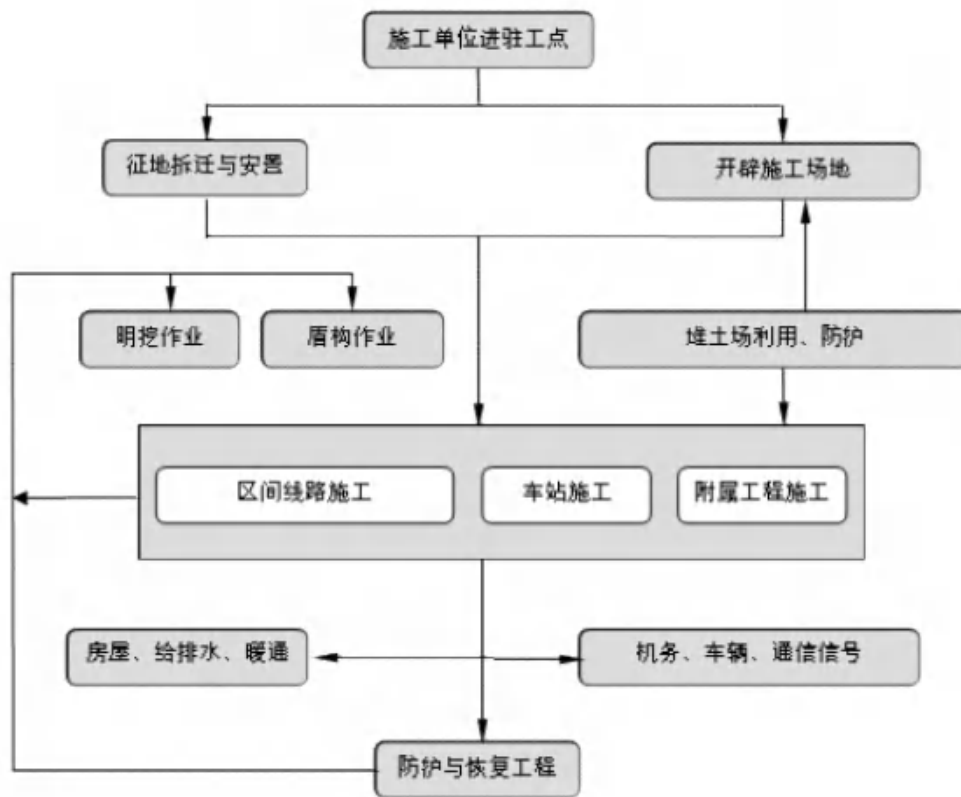 施工单位进驻工点
征地拆迁与安置
开辟施工场地
明挖作业
盾构作业
堆土场利用、防护
区间线路施工
车站施工
附属工程施工
房屋、给排水、暖通
机务、车辆、通信信号
防护与恢复工程